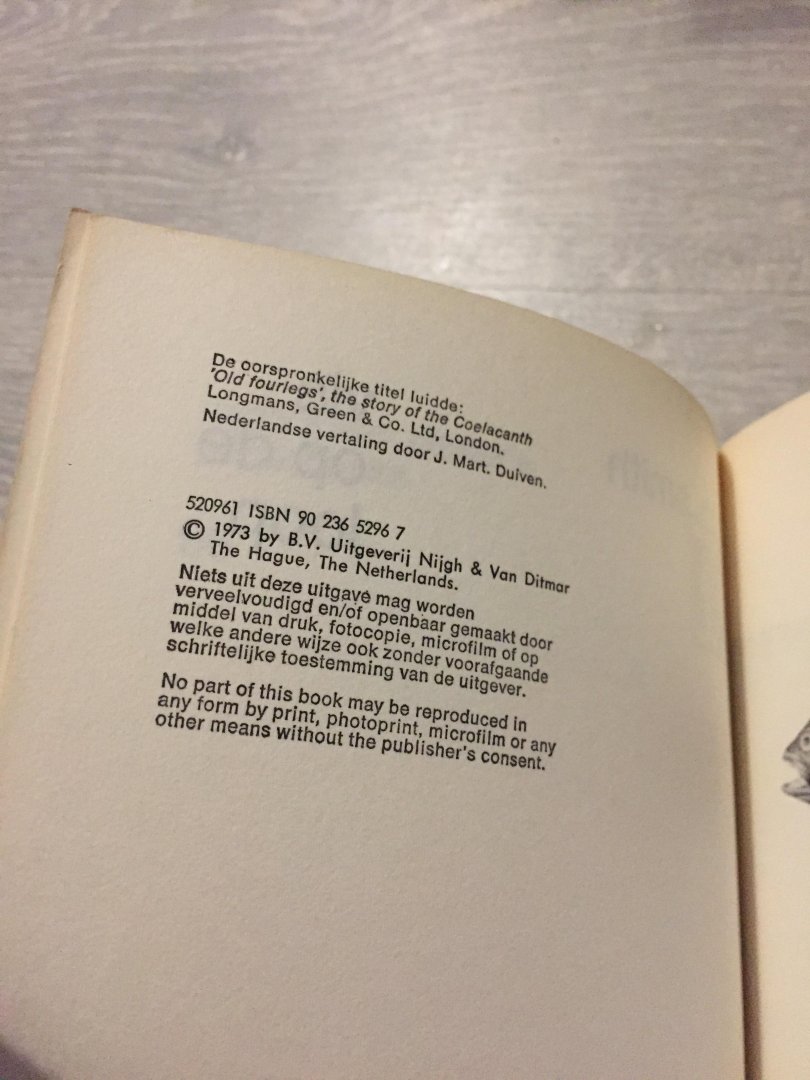 De oorspronkelijke titel luidde:
'Old fourlegs', the story of the Coelacanth
Longmans, Green & Co. Ltd, London.
Nederlandse vertaling door J. Mart. Duiven.
520961 ISBN 90 236 5296 7
© 1973 by B.V. Uitgeverij Nijgh & Van Ditmar
The Hague, The Netherlands.
Niets uit deze uitgave mag worden
verveelvoudigd en/of openbaar gemaakt door
middel van druk, fotocopie, microfilm of op
welke andere wijze ook zonder voorafgaande
schriftelijke toestemming van de uitgever.
No part of this book may be reproduced in
any form by print, photoprint, microfilm or any
other means without the publisher's consent.